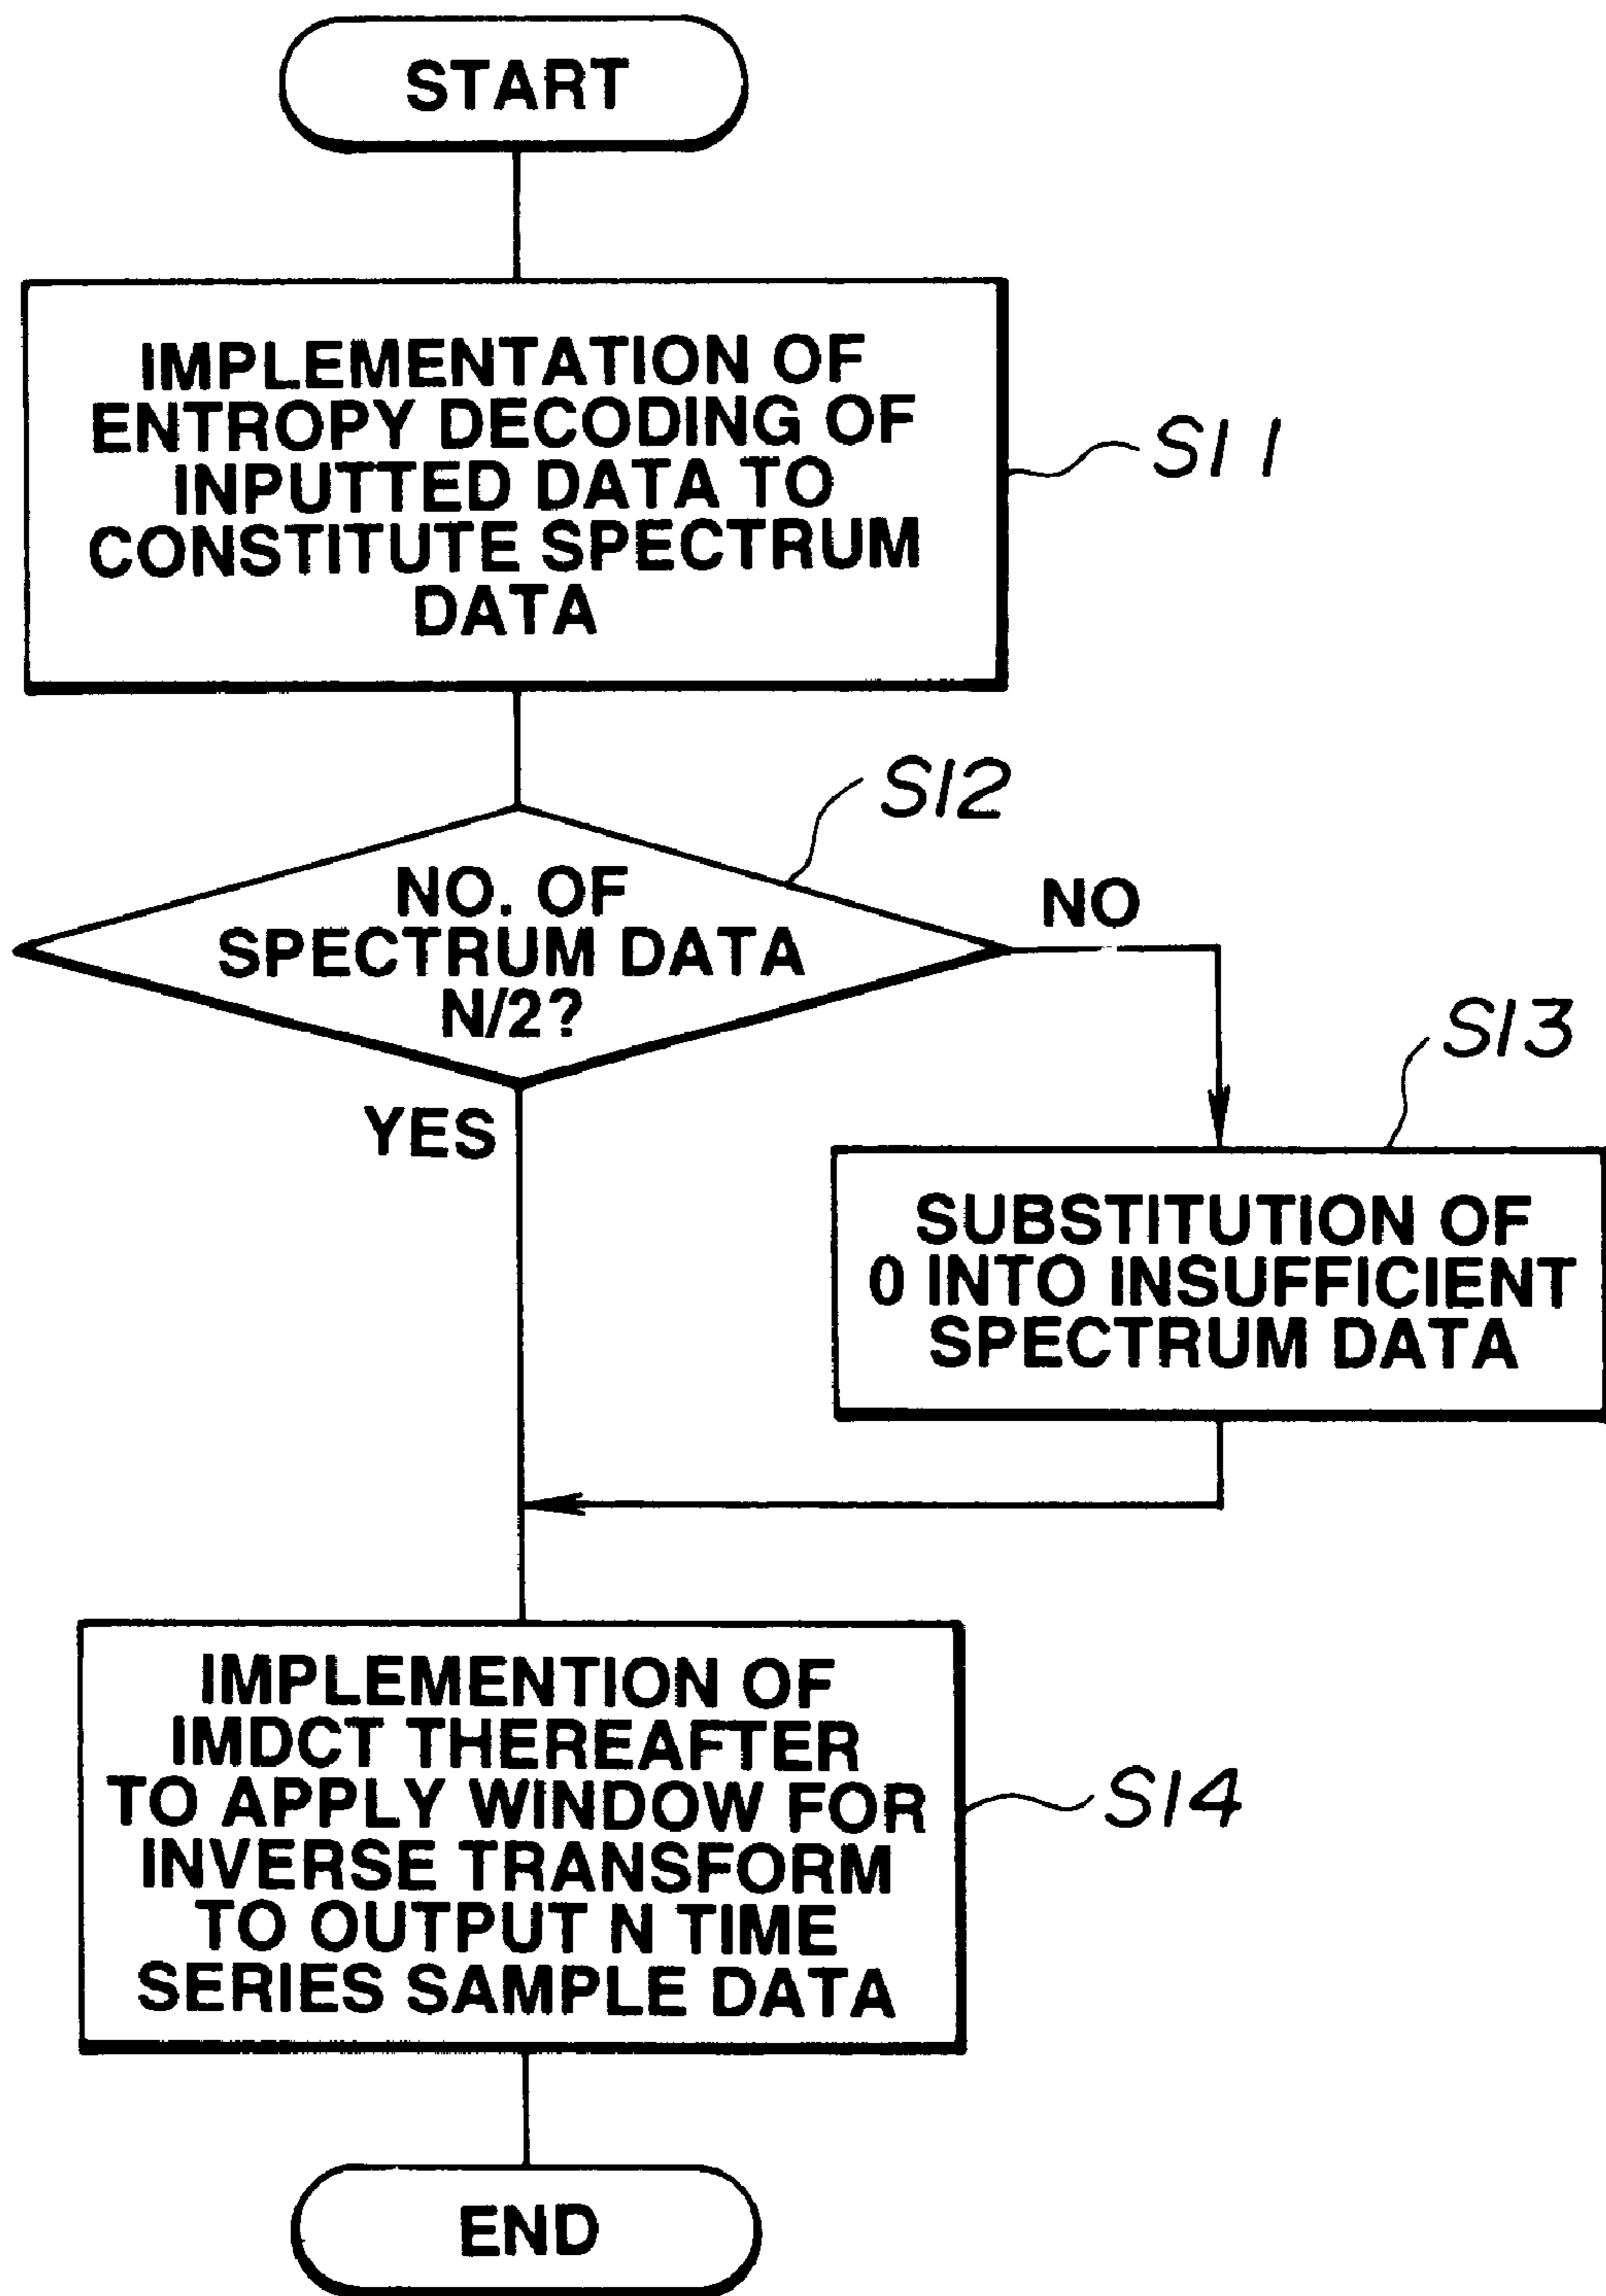 START
IMPLEMENTATION OF
ENTROPY DECODING OF
INPUTTED DATA TO
CONSTITUTE SPECTRUM
DATA
S11
S12
NO. OF
SPECTRUM DATA
N/2?
NO
YES
S13
SUBSTITUTION OF
0 INTO INSUFFICIENT
SPECTRUM DATA
IMPLEMENTION OF
IMDCT THEREAFTER
TO APPLY WINDOW FOR
INVERSE TRANSFORM
TO OUTPUT N TIME
SERIES SAMPLE DATA
S14
END